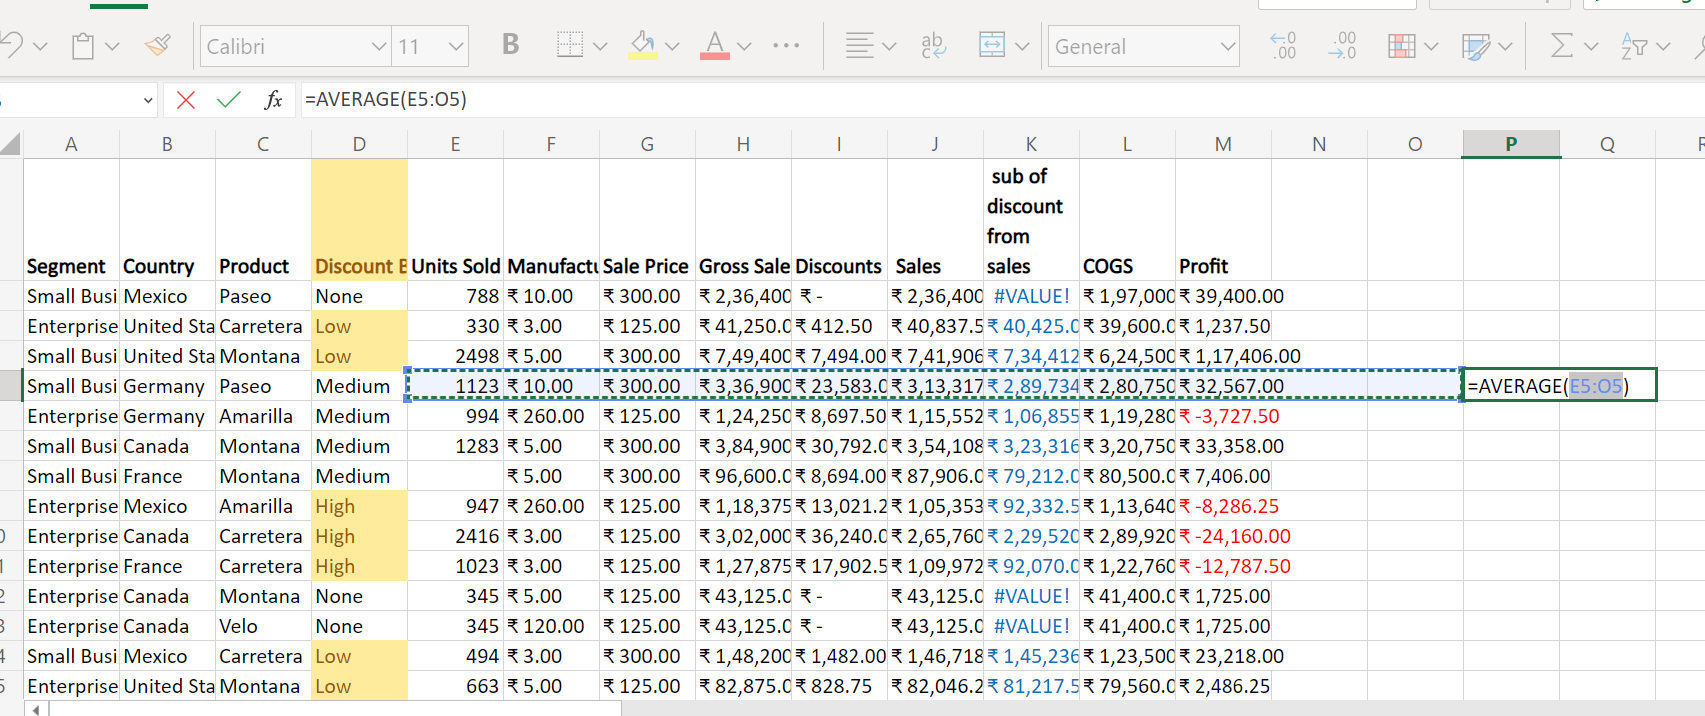 Calibri 11 B A ... ab General .00 .00
=AVERAGE(E5:O5)
A B C D E F G H I J K L M N O P Q
sub of
discount
from
Segment Country Product Discount B Units Sold Manufactu Sale Price Gross Sale Discounts Sales sales COGS Profit
Small Busi Mexico Paseo None 788 ₹ 10.00 ₹ 300.00 ₹ 2,36,400 ₹ - ₹ 2,36,400 #VALUE! ₹ 1,97,000 ₹ 39,400.00
Enterprise United Sta Carretera Low 330 ₹ 3.00 ₹ 125.00 ₹ 41,250.0 ₹ 412.50 ₹ 40,837.5 ₹ 40,425.0 ₹ 39,600.0 ₹ 1,237.50
Small Busi United Sta Montana Low 2498 ₹ 5.00 ₹ 300.00 ₹ 7,49,400 ₹ 7,494.00 ₹ 7,41,906 ₹ 7,34,412 ₹ 6,24,500 ₹ 1,17,406.00
Small Busi Germany Paseo Medium 1123 ₹ 10.00 ₹ 300.00 ₹ 3,36,900 ₹ 23,583.0 ₹ 3,13,317 ₹ 2,89,734 ₹ 2,80,750 ₹ 32,567.00 =AVERAGE(E5:O5)
Enterprise Germany Amarilla Medium 994 ₹ 260.00 ₹ 125.00 ₹ 1,24,250 ₹ 8,697.50 ₹ 1,15,552 ₹ 1,06,855 ₹ 1,19,280 ₹ -3,727.50
Small Busi Canada Montana Medium 1283 ₹ 5.00 ₹ 300.00 ₹ 3,84,900 ₹ 30,792.0 ₹ 3,54,108 ₹ 3,23,316 ₹ 3,20,750 ₹ 33,358.00
Small Busi France Montana Medium ₹ 5.00 ₹ 300.00 ₹ 96,600.0 ₹ 8,694.00 ₹ 87,906.0 ₹ 79,212.0 ₹ 80,500.0 ₹ 7,406.00
Enterprise Mexico Amarilla High 947 ₹ 260.00 ₹ 125.00 ₹ 1,18,375 ₹ 13,021.2 ₹ 1,05,353 ₹ 92,332.5 ₹ 1,13,640 ₹ -8,286.25
Enterprise Canada Carretera High 2416 ₹ 3.00 ₹ 125.00 ₹ 3,02,000 ₹ 36,240.0 ₹ 2,65,760 ₹ 2,29,520 ₹ 2,89,920 ₹ -24,160.00
Enterprise France Carretera High 1023 ₹ 3.00 ₹ 125.00 ₹ 1,27,875 ₹ 17,902.5 ₹ 1,09,972 ₹ 92,070.0 ₹ 1,22,760 ₹ -12,787.50
Enterprise Canada Montana None 345 ₹ 5.00 ₹ 125.00 ₹ 43,125.0 ₹ - ₹ 43,125.0 #VALUE! ₹ 41,400.0 ₹ 1,725.00
Enterprise Canada Velo None 345 ₹ 120.00 ₹ 125.00 ₹ 43,125.0 ₹ - ₹ 43,125.0 #VALUE! ₹ 41,400.0 ₹ 1,725.00
Small Busi Mexico Carretera Low 494 ₹ 3.00 ₹ 300.00 ₹ 1,48,200 ₹ 1,482.00 ₹ 1,46,718 ₹ 1,45,236 ₹ 1,23,500 ₹ 23,218.00
Enterprise United Sta Montana Low 663 ₹ 5.00 ₹ 125.00 ₹ 82,875.0 ₹ 828.75 ₹ 82,046.2 ₹ 81,217.5 ₹ 79,560.0 ₹ 2,486.25